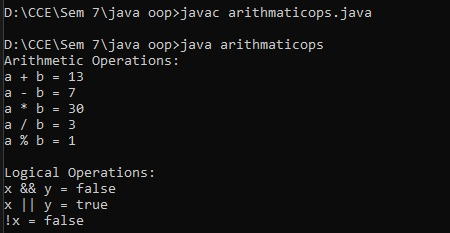 D:\CCE\Sem 7\java oop>javac arithmaticops.java
D:\CCE\Sem 7\java oop>java arithmaticops
Arithmetic Operations:
a + b = 13
a - b = 7
a * b = 30
a / b = 3
a % b = 1
Logical Operations:
x && y = false
x || y = true
!x = false